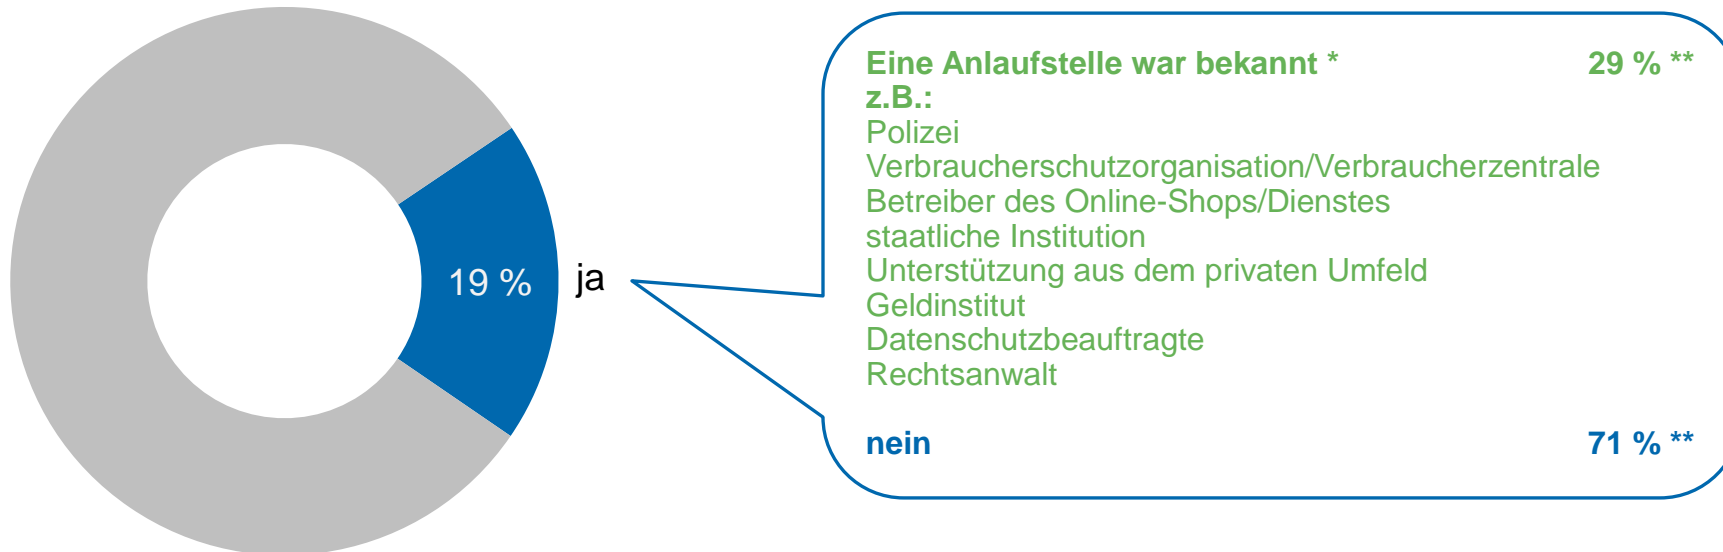 19 %
ja
Eine Anlaufstelle war bekannt * 29 % **
z.B.:
Polizei
Verbraucherschutzorganisation/Verbraucherzentrale
Betreiber des Online-Shops/Dienstes
staatliche Institution
Unterstützung aus dem privaten Umfeld
Geldinstitut
Datenschutzbeauftragte
Rechtsanwalt
nein 71 % **